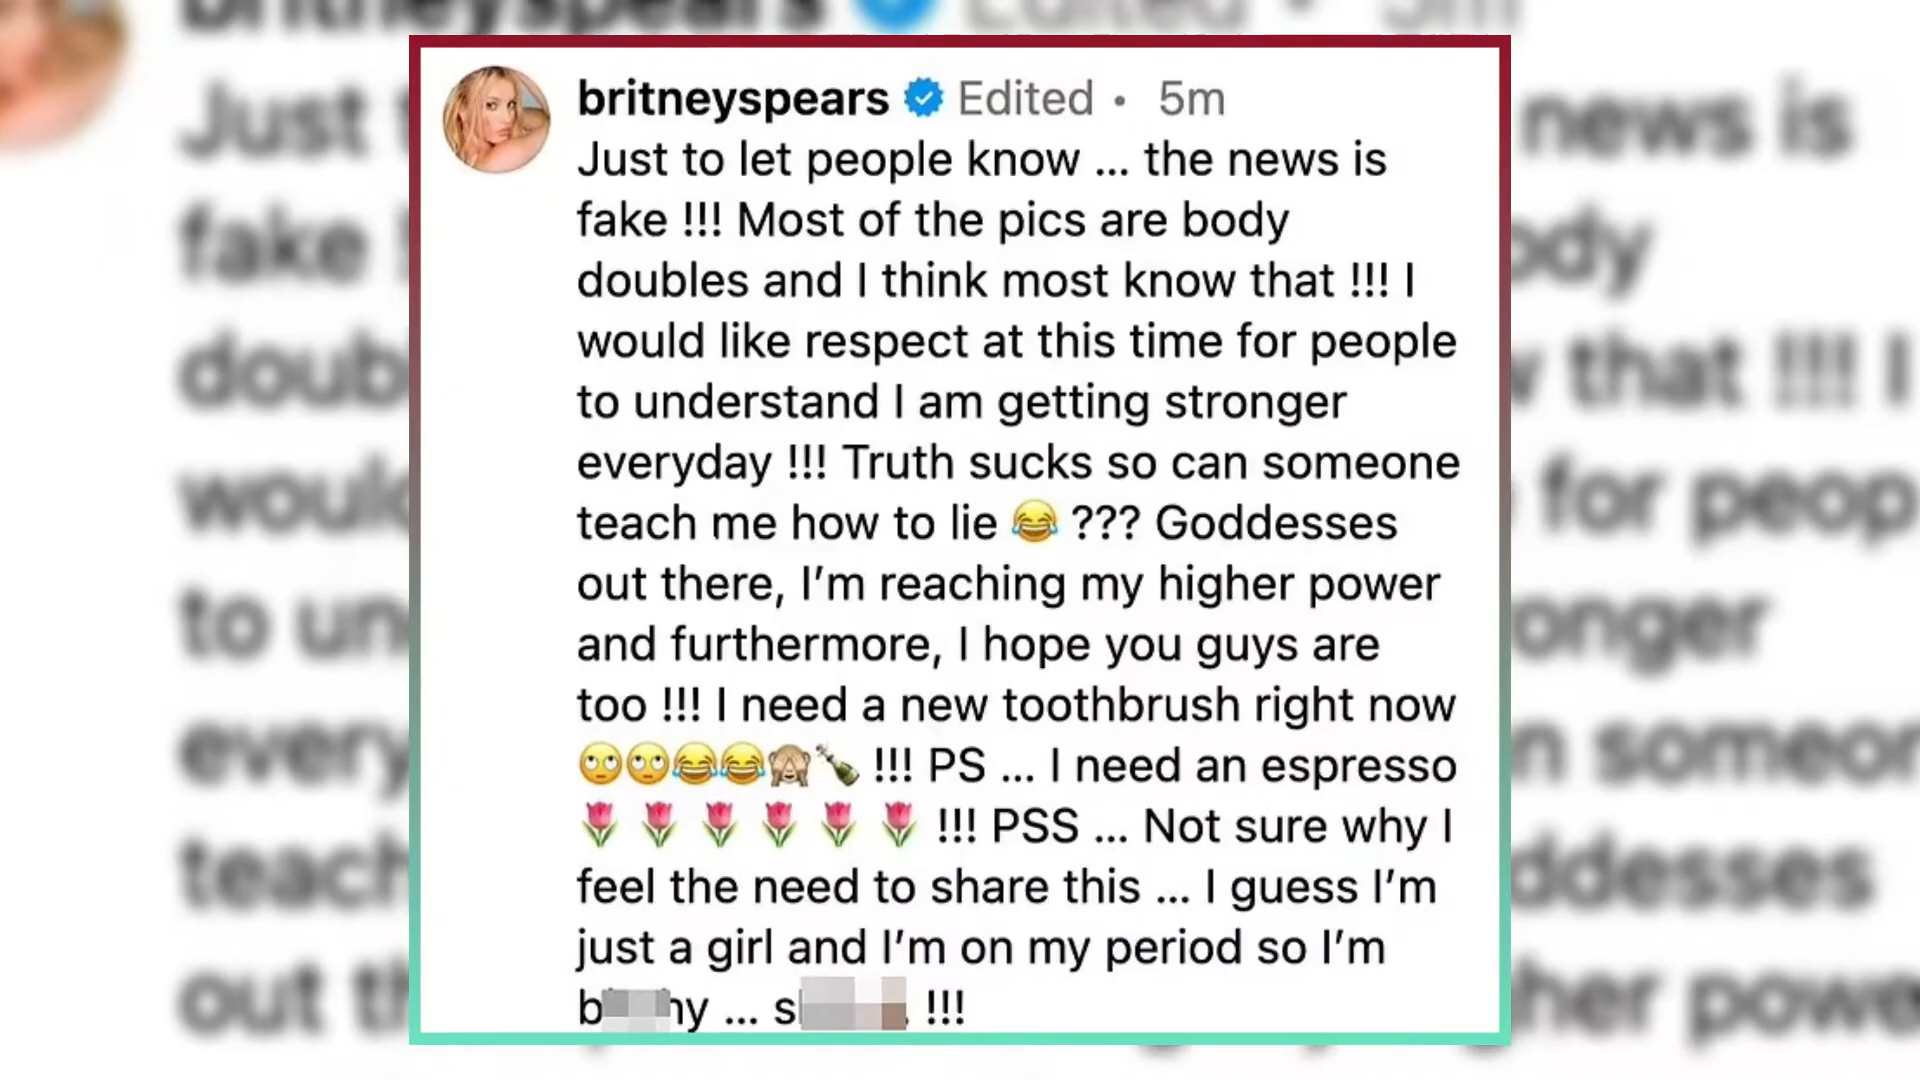 britneyspears Edited • 5m
Just to let people know ... the news is
fake !!! Most of the pics are body
doubles and I think most know that !!! I
would like respect at this time for people
to understand I am getting stronger
everyday !!! Truth sucks so can someone
teach me how to lie 😂 ??? Goddesses
out there, I’m reaching my higher power
and furthermore, I hope you guys are
too !!! I need a new toothbrush right now
🙄🙄😂😂🙈🍾 !!! PS ... I need an espresso
🌷🌷🌷🌷🌷🌷 !!! PSS ... Not sure why I
feel the need to share this ... I guess I’m
just a girl and I’m on my period so I’m
... !!!